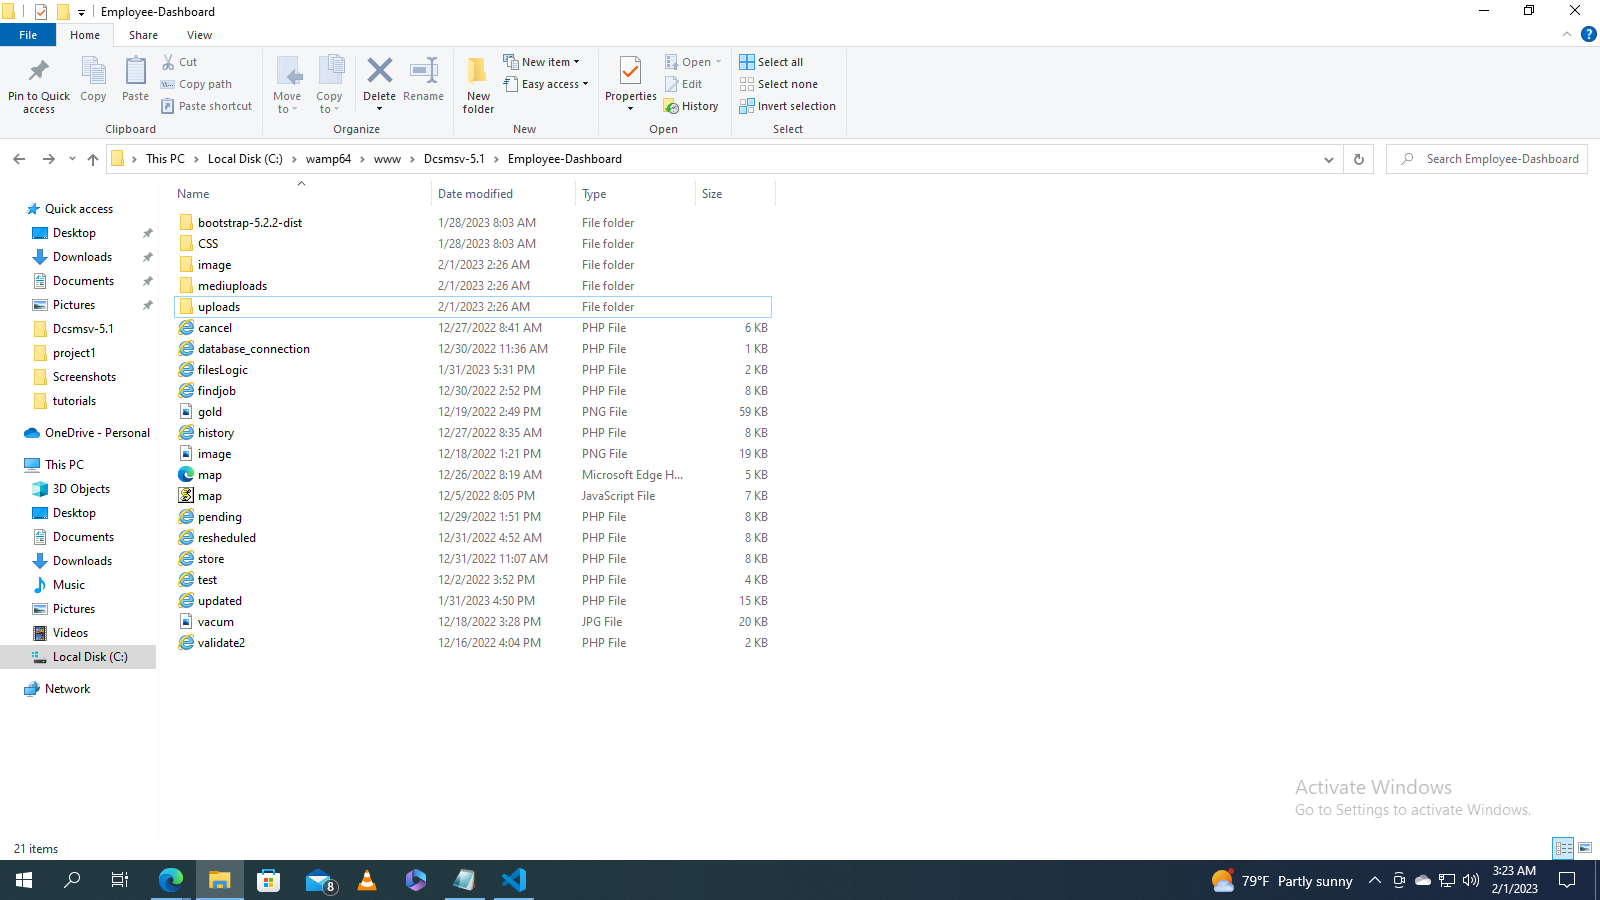 Employee-Dashboard
File Home Share View
Pin to Quick access
Copy
Paste
Cut
Copy path
Paste shortcut
Clipboard
Move to
Copy to
Delete
Rename
Organize
New folder
New item
Easy access
New
Properties
Open
Edit
History
Open
Select all
Select none
Invert selection
Select
This PC Local Disk (C:) wamp64 www Dcsmsv-5.1 Employee-Dashboard
Search Employee-Dashboard
Quick access
Desktop
Downloads
Documents
Pictures
Dcsmsv-5.1
project1
Screenshots
tutorials
OneDrive - Personal
This PC
3D Objects
Desktop
Documents
Downloads
Music
Pictures
Videos
Local Disk (C:)
Network
Name Date modified Type Size
bootstrap-5.2.2-dist 1/28/2023 8:03 AM File folder
CSS 1/28/2023 8:03 AM File folder
image 2/1/2023 2:26 AM File folder
mediuploads 2/1/2023 2:26 AM File folder
uploads 2/1/2023 2:26 AM File folder
cancel 12/27/2022 8:41 AM PHP File 6 KB
database_connection 12/30/2022 11:36 AM PHP File 1 KB
filesLogic 1/31/2023 5:31 PM PHP File 2 KB
findjob 12/30/2022 2:52 PM PHP File 8 KB
gold 12/19/2022 2:49 PM PNG File 59 KB
history 12/27/2022 8:35 AM PHP File 8 KB
image 12/18/2022 1:21 PM PNG File 19 KB
map 12/26/2022 8:19 AM Microsoft Edge H... 5 KB
map 12/5/2022 8:05 PM JavaScript File 7 KB
pending 12/29/2022 1:51 PM PHP File 8 KB
resheduled 12/31/2022 4:52 AM PHP File 8 KB
store 12/31/2022 11:07 AM PHP File 8 KB
test 12/2/2022 3:52 PM PHP File 4 KB
updated 1/31/2023 4:50 PM PHP File 15 KB
vacum 12/18/2022 3:28 PM JPG File 20 KB
validate2 12/16/2022 4:04 PM PHP File 2 KB
Activate Windows
Go to Settings to activate Windows.
21 items
8
79°F Partly sunny
3:23 AM
2/1/2023